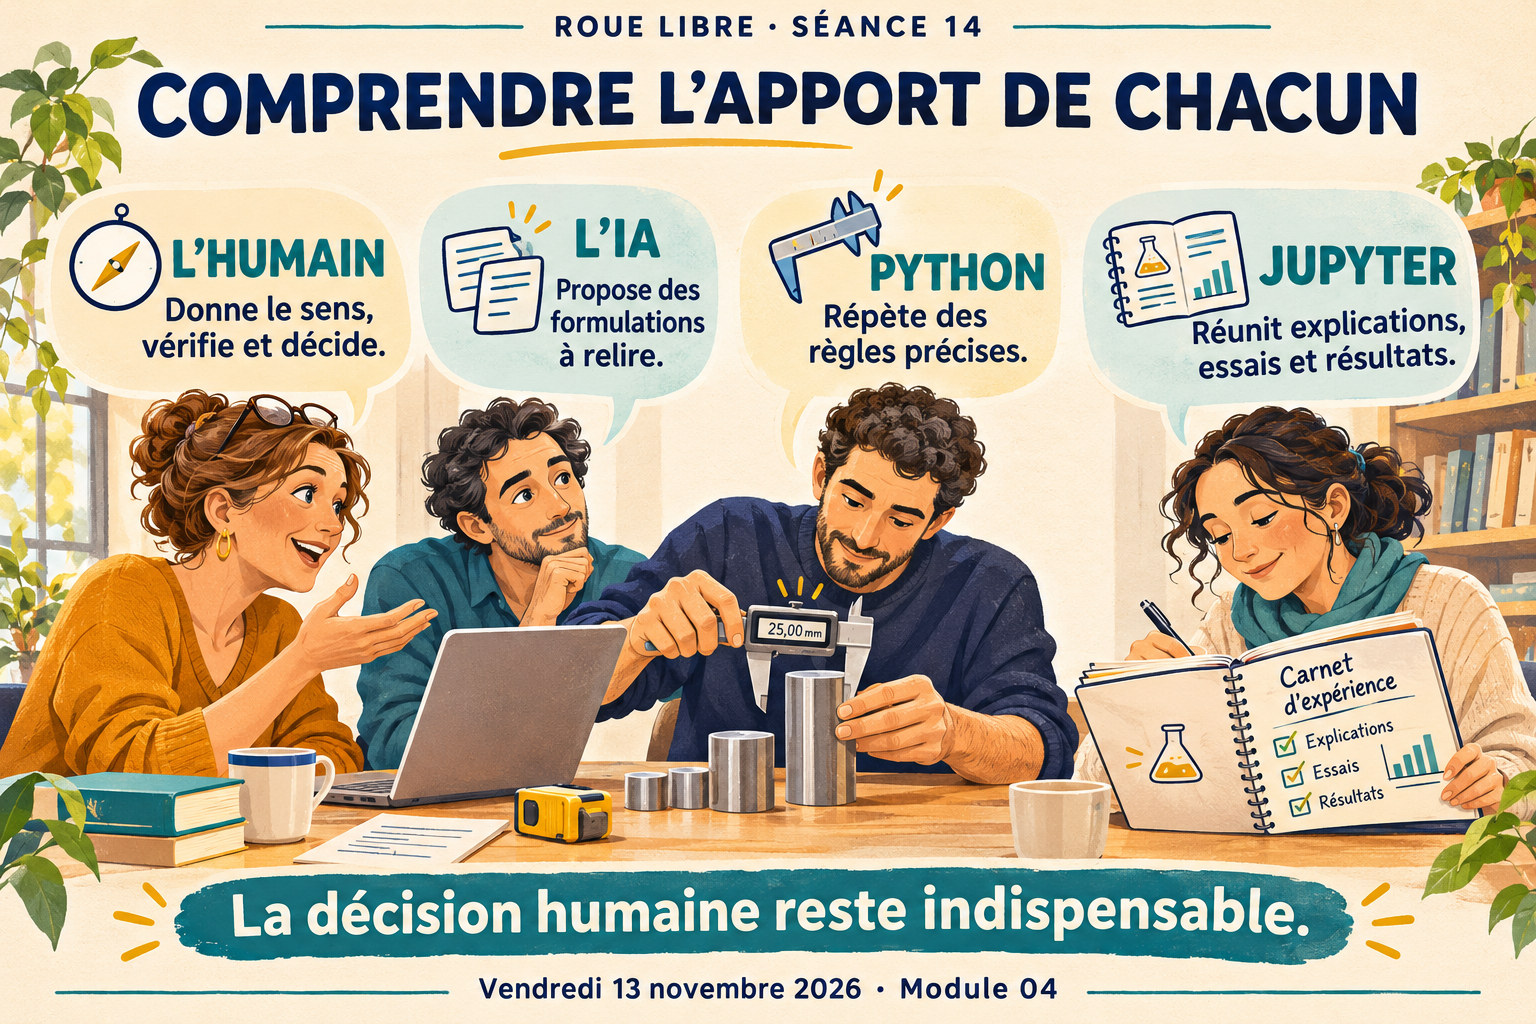 ROUE LIBRE · SÉANCE 14
COMPRENDRE L’APPORT DE CHACUN
L’HUMAIN
Donne le sens,
vérifie et décide.
L’IA
Propose des
formulations
à relire.
PYTHON
Répète des
règles précises.
JUPYTER
Réunit explications,
essais et résultats.
25,00 mm
Carnet
d’expérience
Explications
Essais
Résultats
La décision humaine reste indispensable.
Vendredi 13 novembre 2026 · Module 04